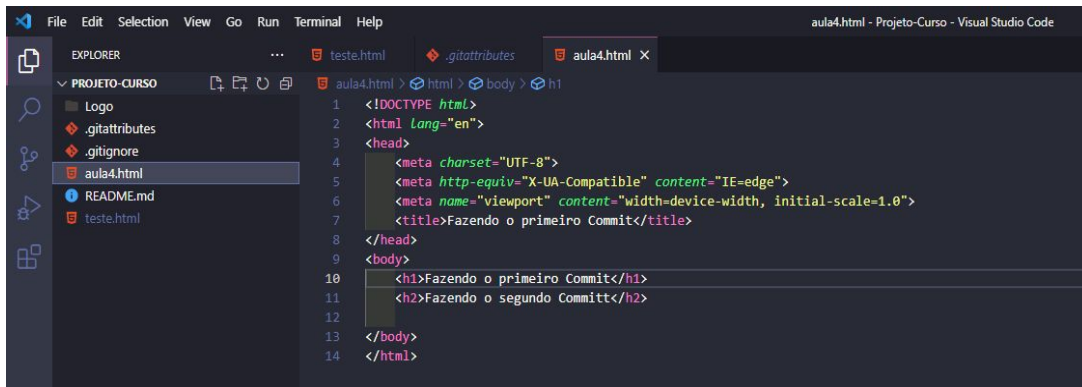 File Edit Selection View Go Run Terminal Help aula4.html - Projeto-Curso - Visual Studio Code
EXPLORER ···
teste.html .gitattributes aula4.html
PROJETO-CURSO
Logo
.gitattributes
.gitignore
aula4.html
README.md
teste.html
aula4.html > html > body > h1
1 <!DOCTYPE html>
2 <html lang="en">
3 <head>
4 <meta charset="UTF-8">
5 <meta http-equiv="X-UA-Compatible" content="IE=edge">
6 <meta name="viewport" content="width=device-width, initial-scale=1.0">
7 <title>Fazendo o primeiro Commit</title>
8 </head>
9 <body>
10 <h1>Fazendo o primeiro Commit</h1>
11 <h2>Fazendo o segundo Committ</h2>
12
13 </body>
14 </html>